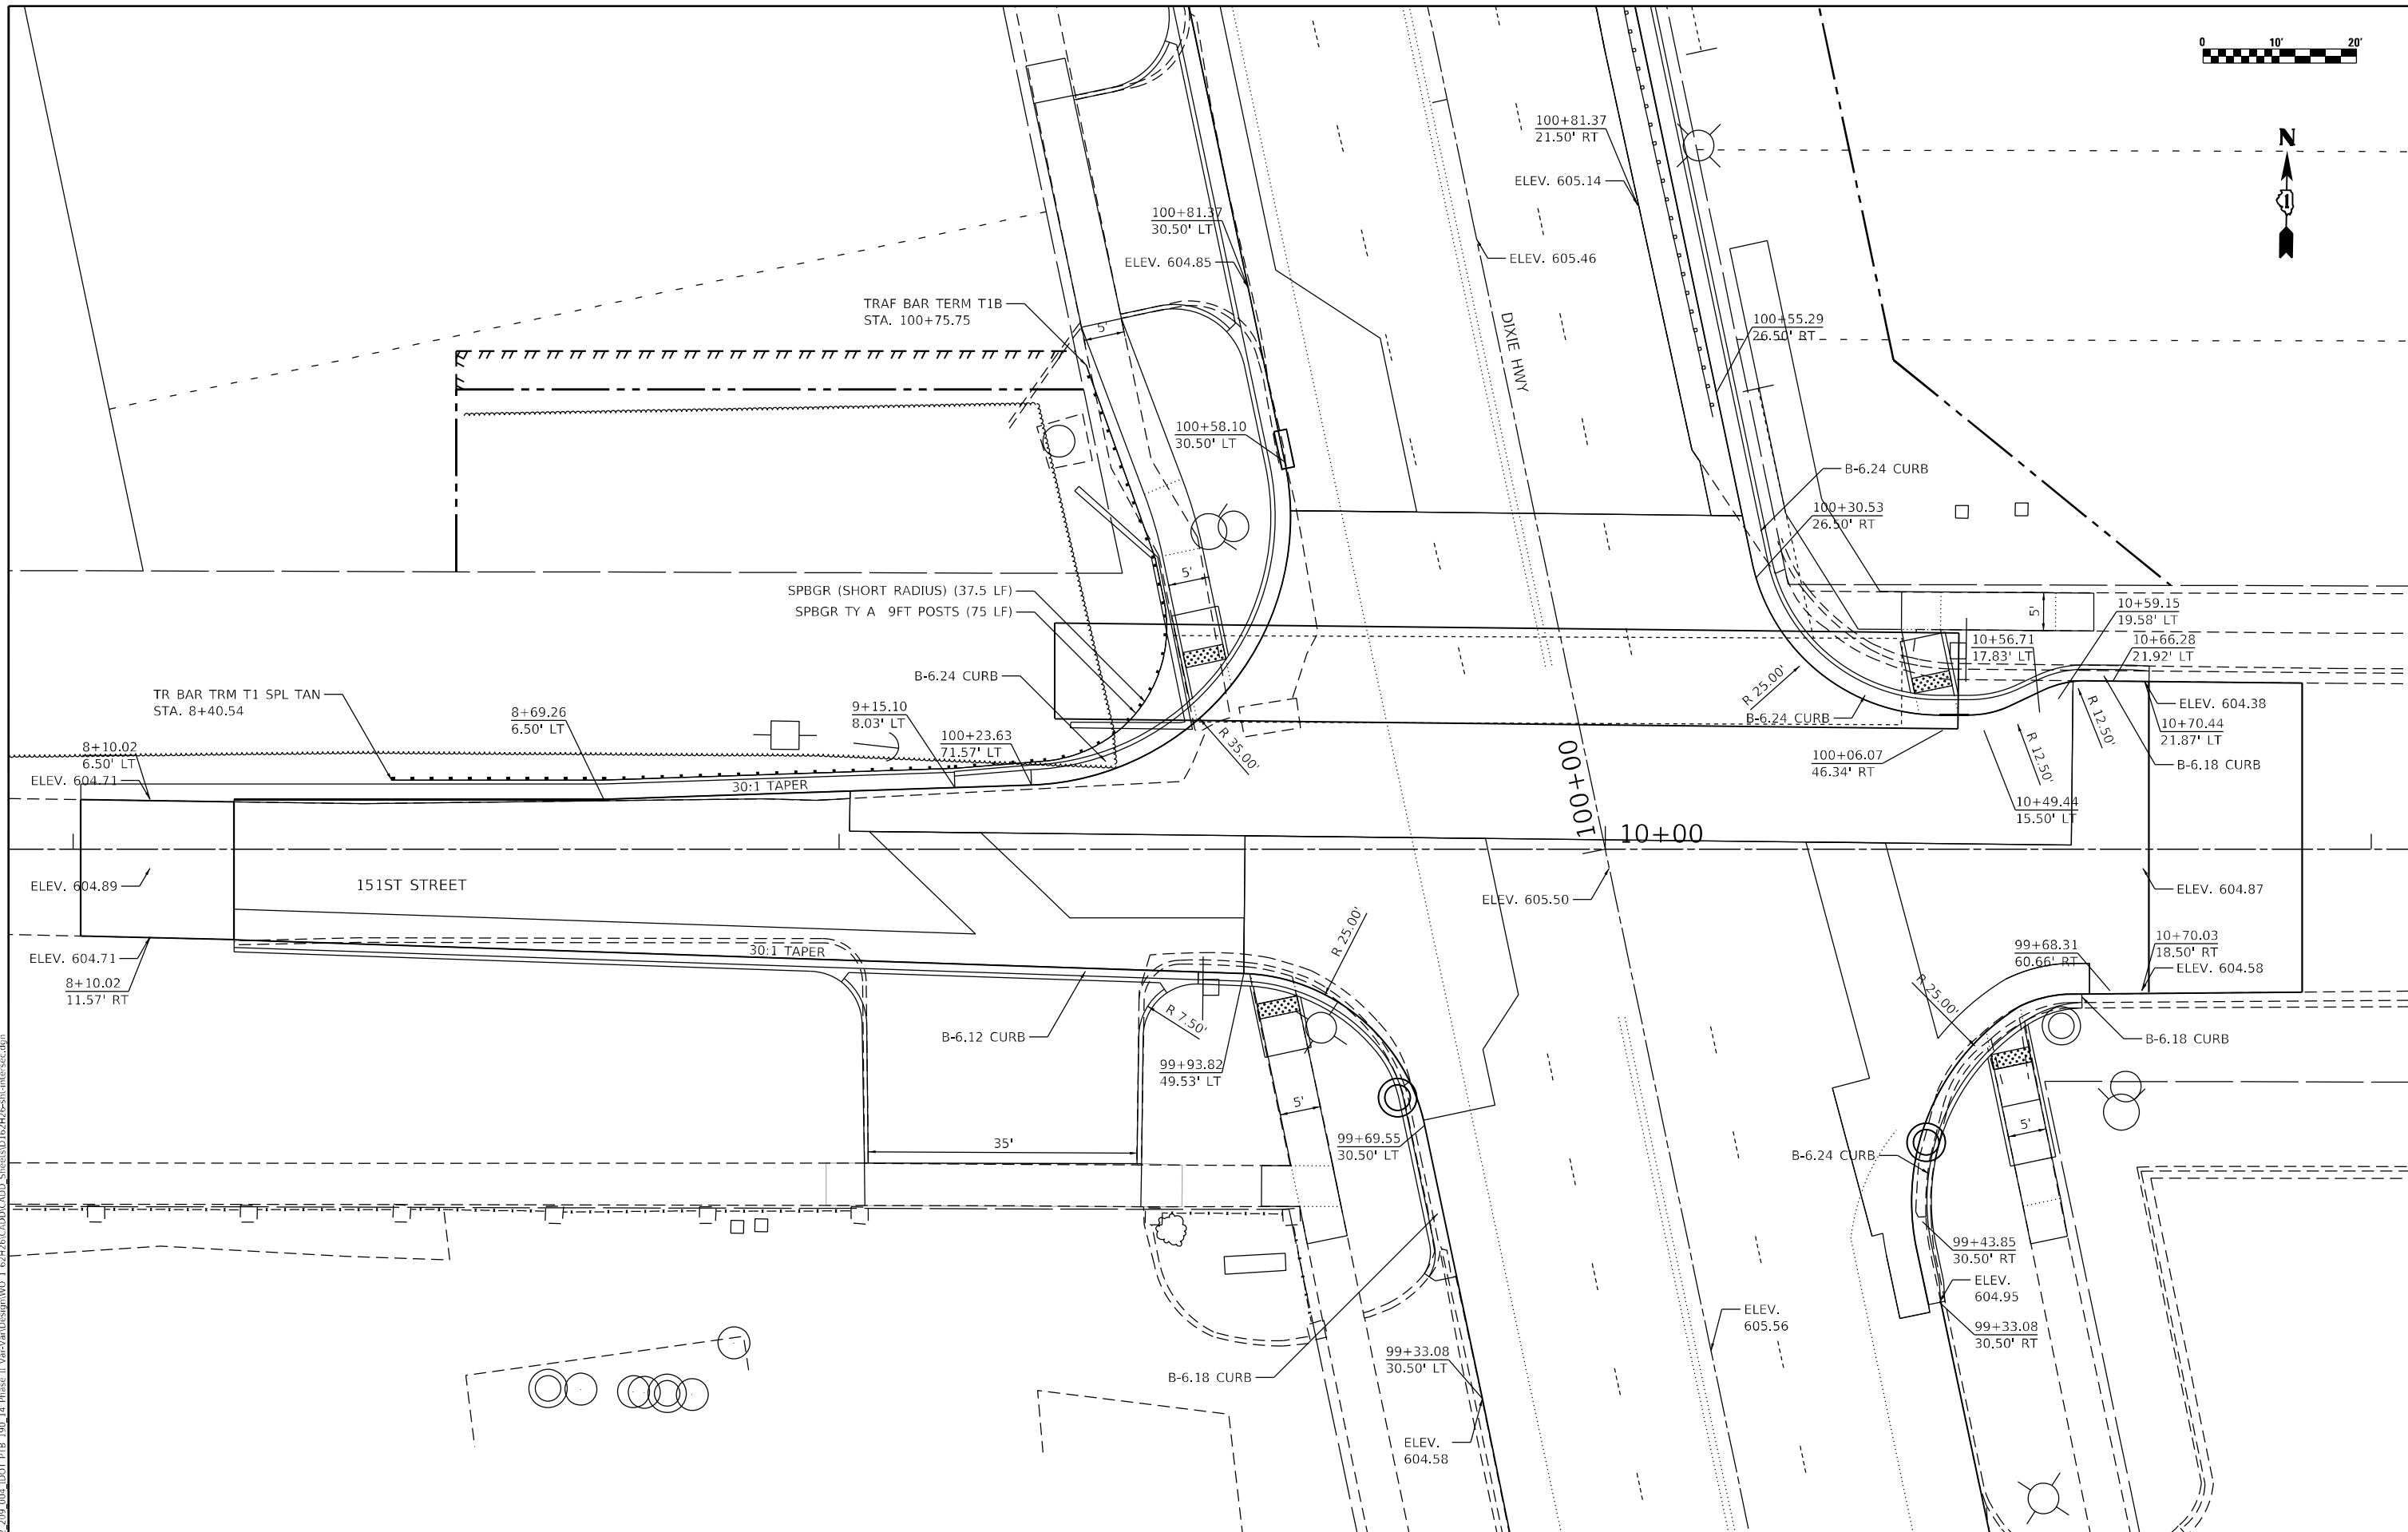 0 10' 20'
N
1
100+81.37
21.50' RT
ELEV. 605.14
100+81.37
30.50' LT
ELEV. 604.85
ELEV. 605.46
TRAF BAR TERM T1B
STA. 100+75.75
5'
DIXIE HWY
100+55.29
26.50' RT
100+58.10
30.50' LT
B-6.24 CURB
100+30.53
26.50' RT
5'
SPBGR (SHORT RADIUS) (37.5 LF)
SPBGR TY A 9FT POSTS (75 LF)
5'
10+59.15
19.58' LT
10+56.71
17.83' LT
10+66.28
21.92' LT
B-6.24 CURB
R 25.00'
TR BAR TRM T1 SPL TAN
STA. 8+40.54
8+69.26
6.50' LT
9+15.10
8.03' LT
100+23.63
71.57' LT
R 35.00'
B-6.24 CURB
R 12.50'
R 12.50'
ELEV. 604.38
10+70.44
21.87' LT
B-6.18 CURB
8+10.02
6.50' LT
ELEV. 604.71
30:1 TAPER
100+06.07
46.34' RT
10+49.44
15.50' LT
100+00
10+00
ELEV. 604.89
151ST STREET
ELEV. 605.50
ELEV. 604.87
ELEV. 604.71
8+10.02
11.57' RT
30:1 TAPER
R 25.00'
99+68.31
60.66' RT
10+70.03
18.50' RT
ELEV. 604.58
R 25.00'
R 7.50'
B-6.12 CURB
B-6.18 CURB
99+93.82
49.53' LT
5'
5'
35'
99+69.55
30.50' LT
B-6.24 CURB
99+43.85
30.50' RT
ELEV.
604.95
ELEV.
605.56
99+33.08
30.50' RT
99+33.08
30.50' LT
B-6.18 CURB
ELEV.
604.58